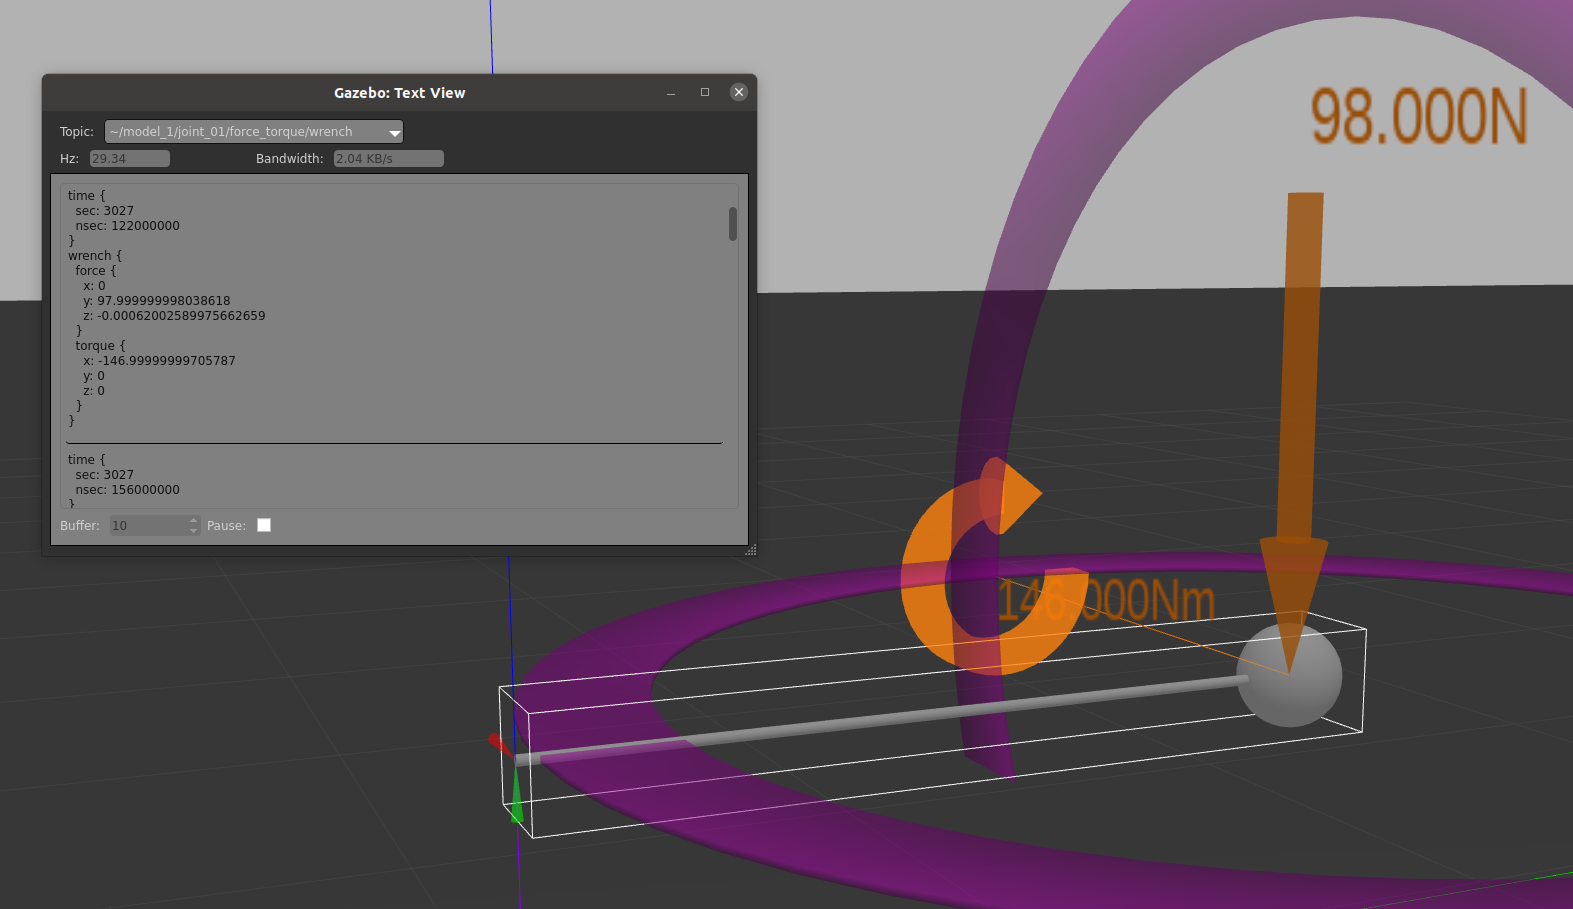 Gazebo: Text View
Topic: ~/model_1/joint_01/force_torque/wrench
Hz: 29.34 Bandwidth: 2.04 KB/s
time {
sec: 3027
nsec: 122000000
}
wrench {
force {
x: 0
y: 97.999999998038618
z: -0.00062002589975662659
}
torque {
x: -146.99999999705787
y: 0
z: 0
}
}
time {
sec: 3027
nsec: 156000000
}
Buffer: 10 Pause:
98.000N
146.000Nm